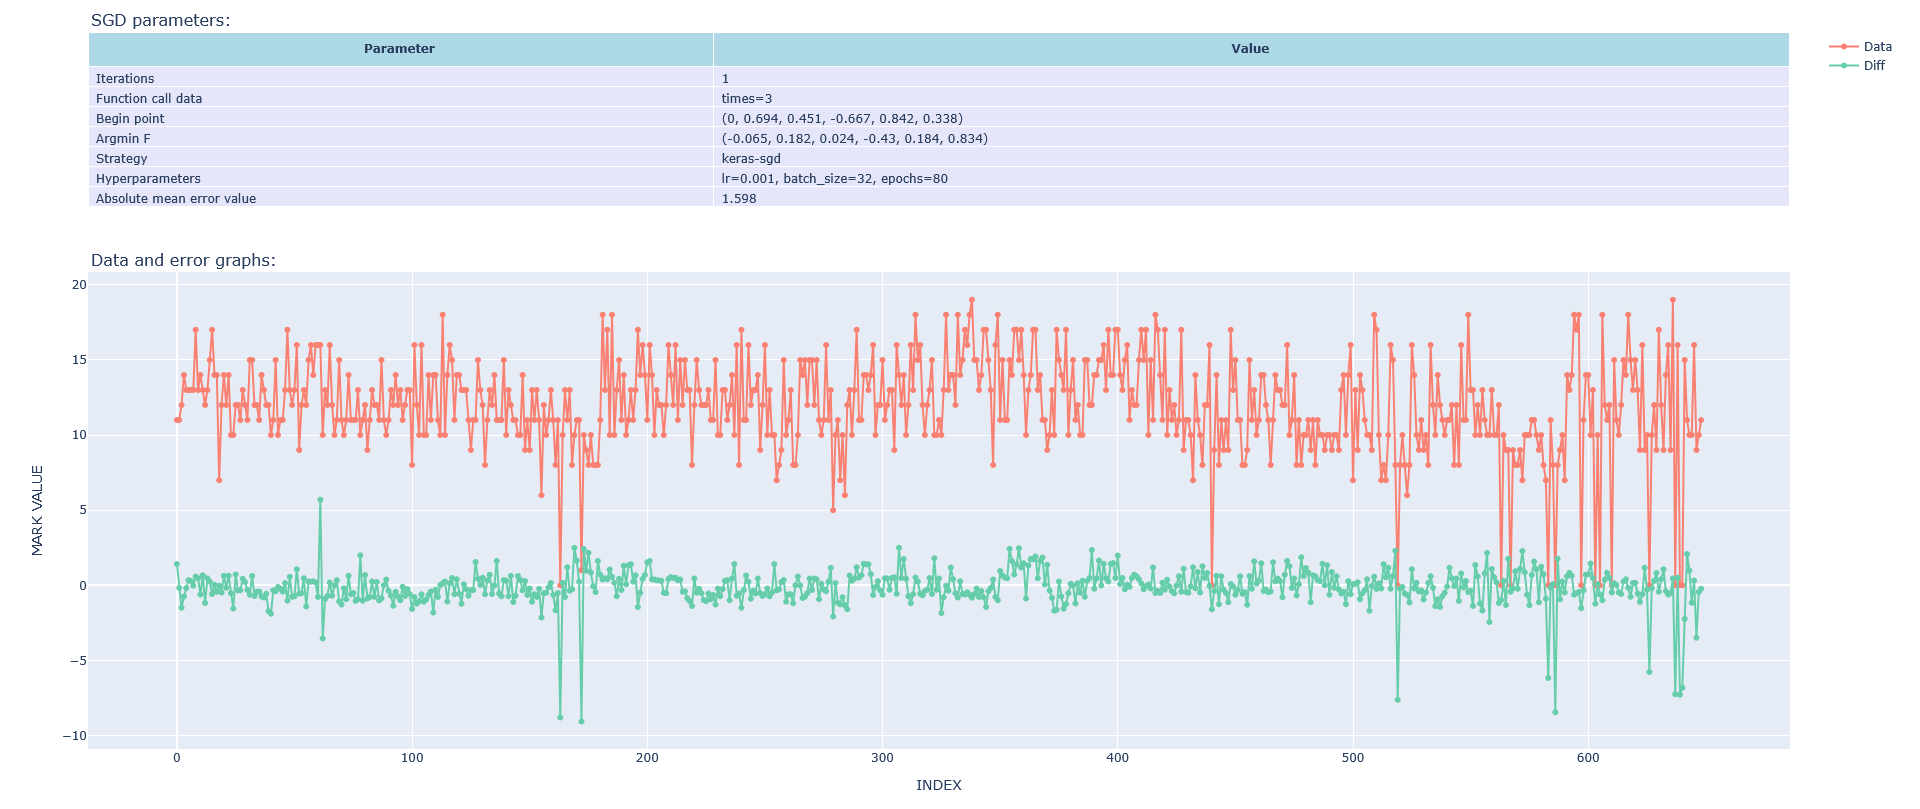 SGD parameters:
Parameter Value
Iterations 1
Function call data times=3
Begin point (0, 0.694, 0.451, -0.667, 0.842, 0.338)
Argmin F (-0.065, 0.182, 0.024, -0.43, 0.184, 0.834)
Strategy keras-sgd
Hyperparameters lr=0.001, batch_size=32, epochs=80
Absolute mean error value 1.598
Data
Diff
Data and error graphs:
20
15
10
5
0
−5
−10
MARK VALUE
0 100 200 300 400 500 600
INDEX